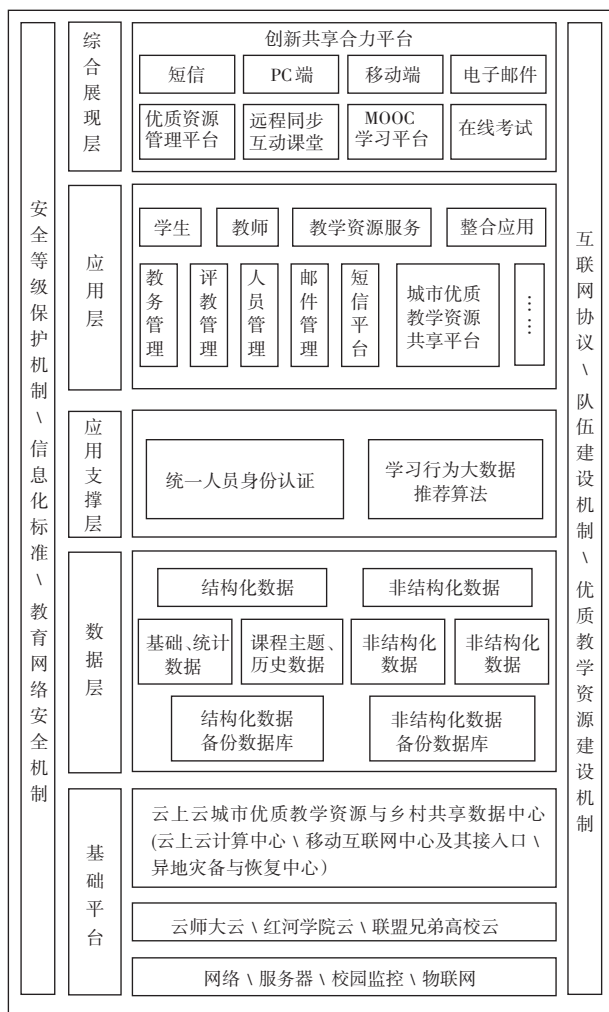 安全等级保护机制\信息化标准\教育网络安全机制
综合展现层
创新共享合力平台
短信
PC端
移动端
电子邮件
优质资源
管理平台
远程同步
互动课堂
MOOC
学习平台
在线考试
应用层
学生
教师
教学资源服务
整合应用
教务管理
评教管理
人员管理
邮件管理
短信平台
城市优质
教学资源
共享平台
……
应用支撑层
统一人员身份认证
学习行为大数据
推荐算法
数据层
结构化数据
非结构化数据
基础、统计
数据
课程主题、
历史数据
非结构化
数据
非结构化
数据
结构化数据
备份数据库
非结构化数据
备份数据库
基础平台
云上云城市优质教学资源与乡村共享数据中心
(云上云计算中心\移动互联网中心及其接入口\
异地灾备与恢复中心)
云师大云\红河学院云\联盟兄弟高校云
网络\服务器\校园监控\物联网
互联网协议\队伍建设机制\优质教学资源建设机制